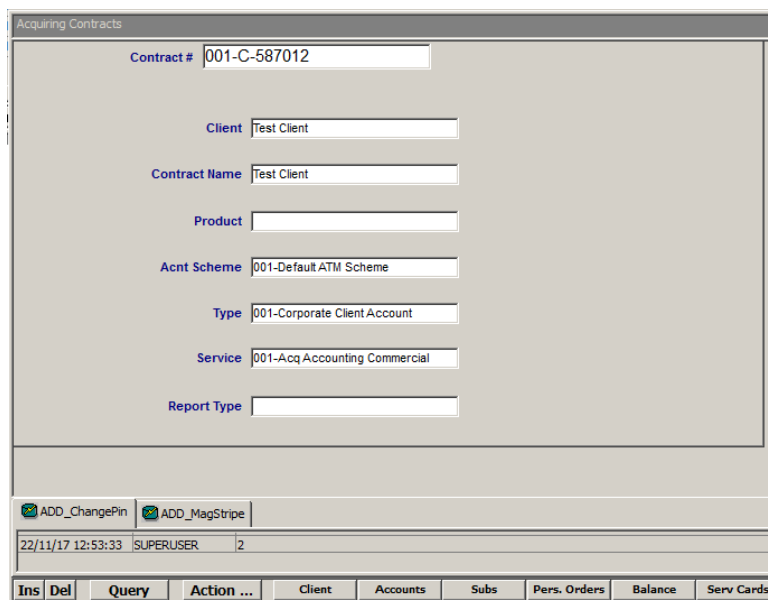 Acquiring Contracts
Contract # 001-C-587012
Client Test Client
Contract Name Test Client
Product
Acnt Scheme 001-Default ATM Scheme
Type 001-Corporate Client Account
Service 001-Acq Accounting Commercial
Report Type
ADD_ChangePin ADD_MagStripe
22/11/17 12:53:33 SUPERUSER 2
Ins Del Query Action ... Client Accounts Subs Pers. Orders Balance Serv Cards